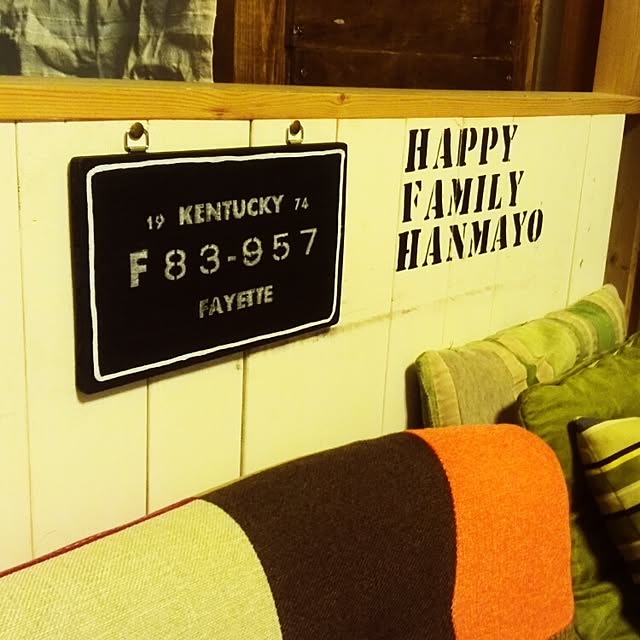 19 KENTUCKY 74
F83-957
FAYETTE
HAPPY
FAMILY
HANMAYO